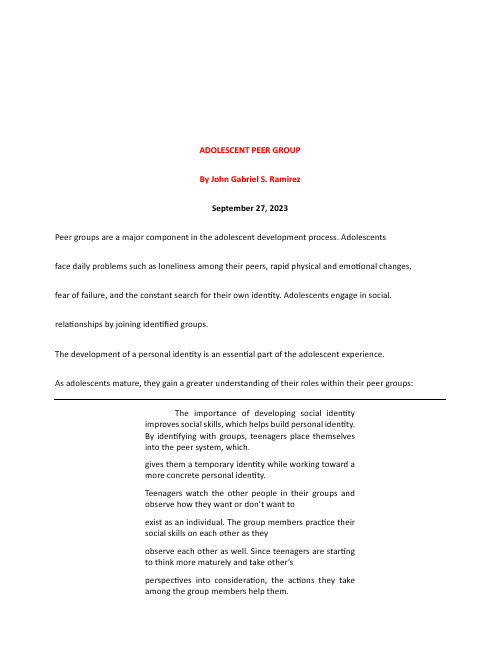 ADOLESCENT PEER GROUP
By John Gabriel S. Ramirez
September 27, 2023
Peer groups are a major component in the adolescent development process. Adolescents
face daily problems such as loneliness among their peers, rapid physical and emotional changes,
fear of failure, and the constant search for their own identity. Adolescents engage in social.
relationships by joining identified groups.
The development of a personal identity is an essential part of the adolescent experience.
As adolescents mature, they gain a greater understanding of their roles within their peer groups:
The importance of developing social identity
improves social skills, which helps build personal identity.
By identifying with groups, teenagers place themselves
into the peer system, which.
gives them a temporary identity while working toward a
more concrete personal identity.
Teenagers watch the other people in their groups and
observe how they want or don't want to
exist as an individual. The group members practice their
social skills on each other as they
observe each other as well. Since teenagers are starting
to think more maturely and take other's
perspectives into consideration, the actions they take
among the group members help them.